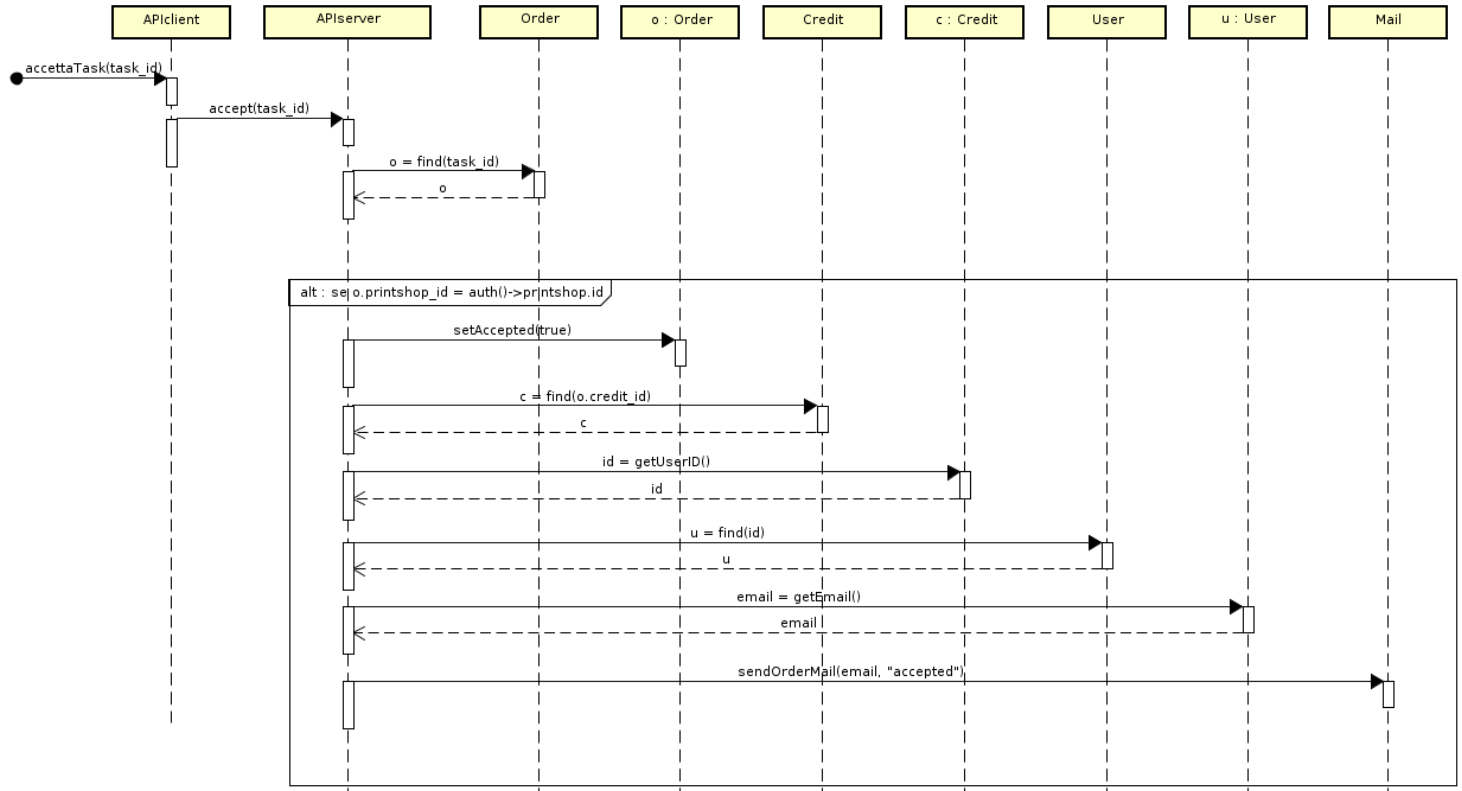 APIclient
APIserver
Order
o : Order
Credit
c : Credit
User
u : User
Mail
accettaTask(task_id)
accept(task_id)
o = find(task_id)
o
alt : se o.printshop_id = auth()->printshop.id
setAccepted(true)
c = find(o.credit_id)
c
id = getUserID()
id
u = find(id)
u
email = getEmail()
email
sendOrderMail(email, "accepted")